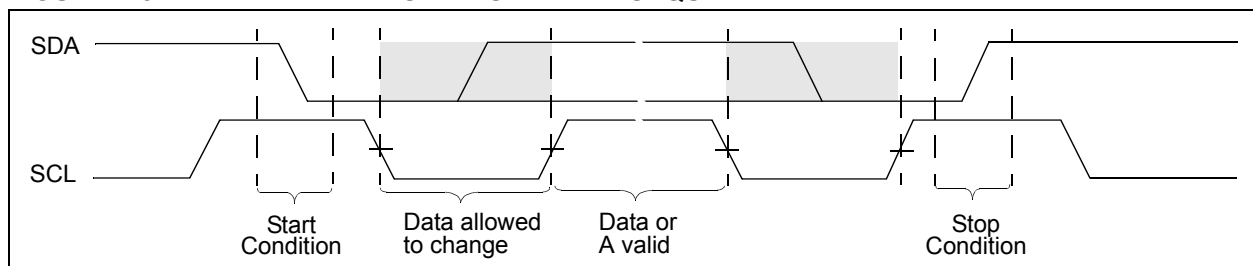 SDA
SCL
Start
Condition
Data allowed
to change
Data or
A valid
Stop
Condition